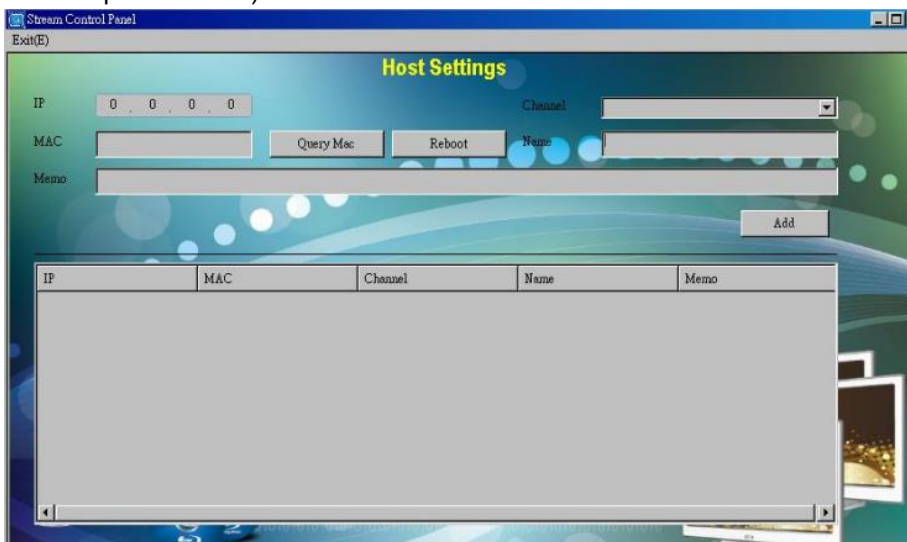 Stream Control Panel
Exit(E)
Host Settings
IP 0 . 0 . 0 . 0 Channel
MAC Query Mac Reboot Name
Memo
Add
IP MAC Channel Name Memo